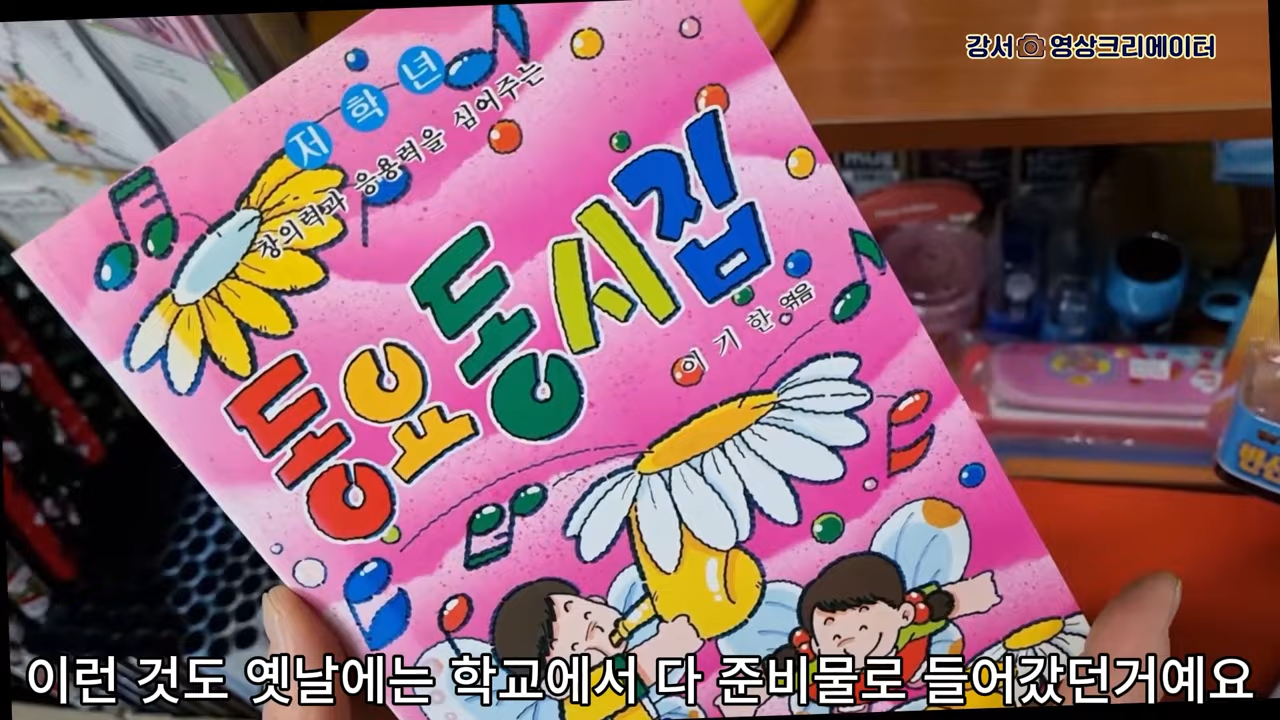 강서 영상크리에이터
저학년
창의력과 응용력을 심어주는
동요 동시집
이기한 엮음
이런 것도 옛날에는 학교에서 다 준비물로 들어갔던거예요